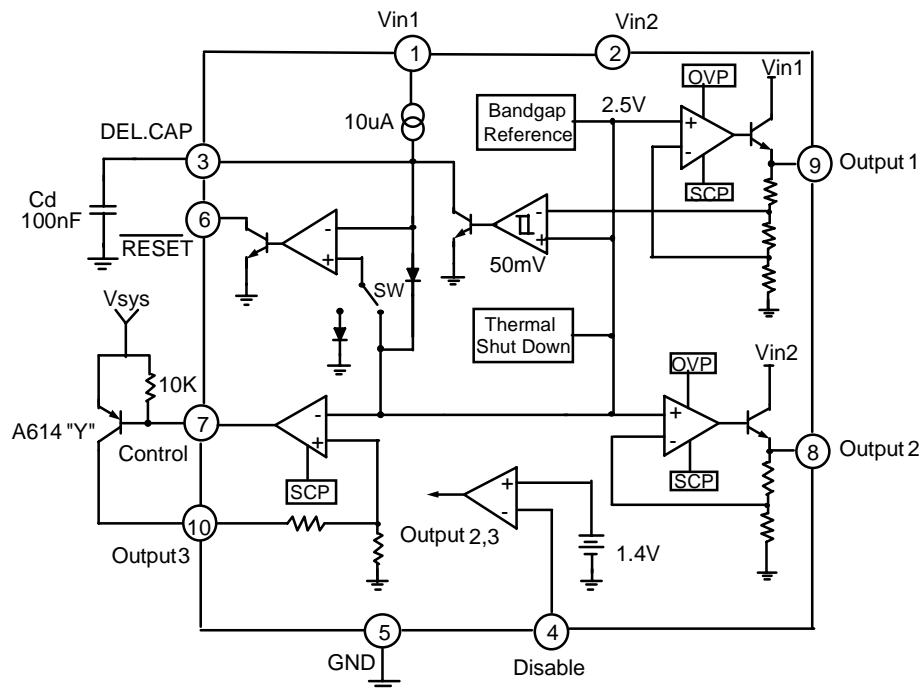 Vin1
Vin2
1
2
OVP
Vin1
10uA
Bandgap
Reference
2.5V
+
-
DEL.CAP
3
SCP
9
Output 1
Cd
100nF
6
RESET
-
+
-
+
50mV
SW
Vsys
Thermal
Shut Down
Vin2
OVP
10K
A614 "Y"
7
Control
-
+
+
-
8
Output 2
SCP
SCP
10
Output3
+
-
Output 2,3
1.4V
5
GND
4
Disable